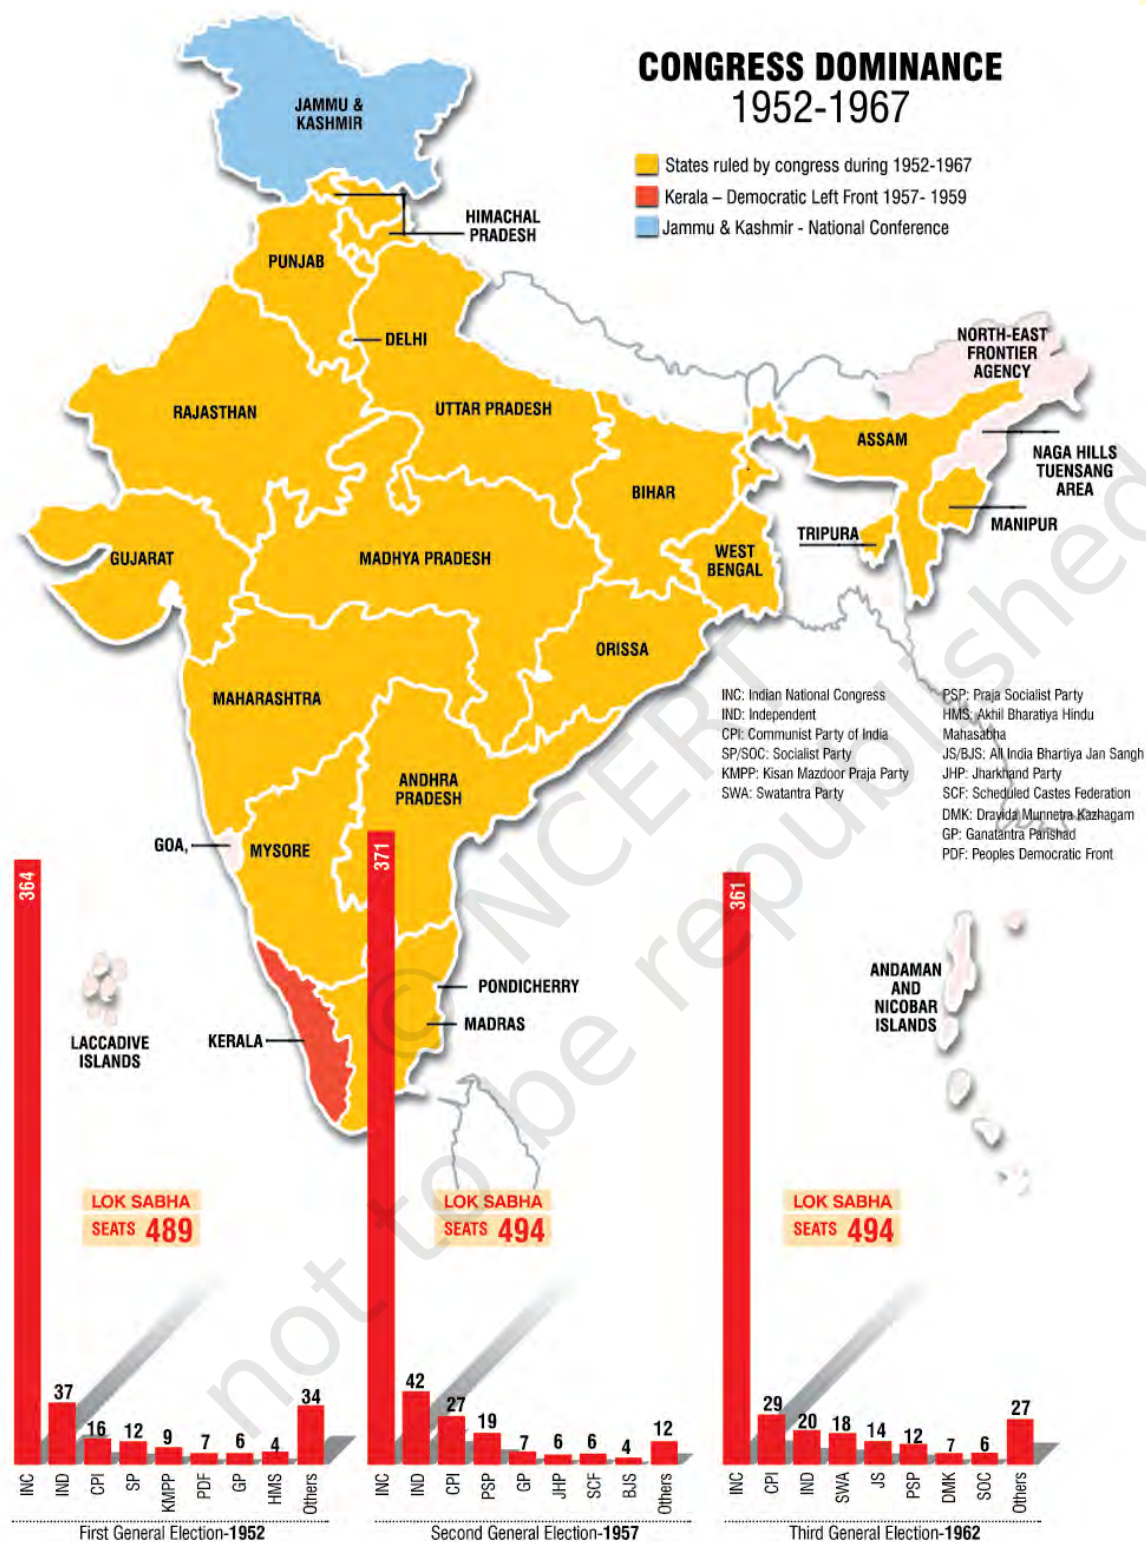 CONGRESS DOMINANCE
1952-1967
States ruled by congress during 1952-1967
Kerala – Democratic Left Front 1957- 1959
Jammu & Kashmir - National Conference
JAMMU &
KASHMIR
HIMACHAL
PRADESH
PUNJAB
DELHI
NORTH-EAST
FRONTIER
AGENCY
RAJASTHAN
UTTAR PRADESH
ASSAM
NAGA HILLS
TUENSANG
AREA
BIHAR
MANIPUR
TRIPURA
GUJARAT
MADHYA PRADESH
WEST
BENGAL
ORISSA
MAHARASHTRA
ANDHRA
PRADESH
GOA,
MYSORE
PONDICHERRY
MADRAS
KERALA
LACCADIVE
ISLANDS
ANDAMAN
AND
NICOBAR
ISLANDS
INC: Indian National Congress
IND: Independent
CPI: Communist Party of India
SP/SOC: Socialist Party
KMPP: Kisan Mazdoor Praja Party
SWA: Swatantra Party
PSP: Praja Socialist Party
HMS: Akhil Bharatiya Hindu
Mahasabha
JS/BJS: All India Bhartiya Jan Sangh
JHP: Jharkhand Party
SCF: Scheduled Castes Federation
DMK: Dravida Munnetra Kazhagam
GP: Ganatantra Parishad
PDF: Peoples Democratic Front
© NCERT
not to be republished
LOK SABHA
SEATS 489
364
37
16
12
9
7
6
4
34
INC
IND
CPI
SP
KMPP
PDF
GP
HMS
Others
First General Election-1952
LOK SABHA
SEATS 494
371
42
27
19
7
6
6
4
12
INC
IND
CPI
PSP
GP
JHP
SCF
BJS
Others
Second General Election-1957
LOK SABHA
SEATS 494
361
29
20
18
14
12
7
6
27
INC
CPI
IND
SWA
JS
PSP
DMK
SOC
Others
Third General Election-1962